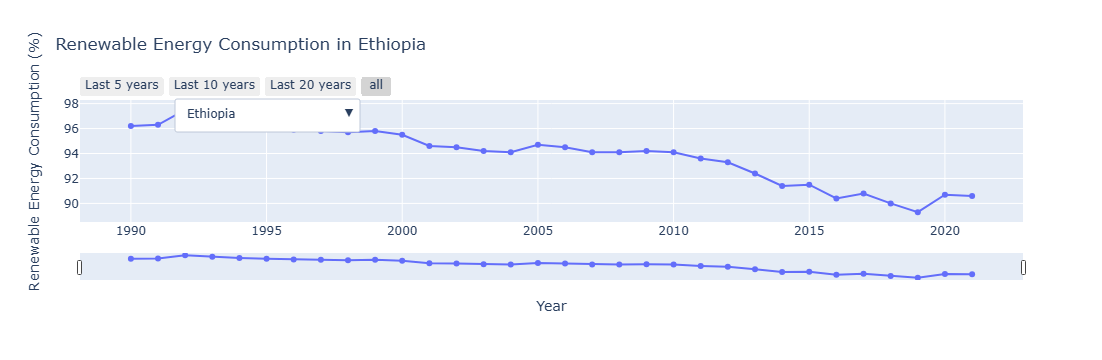 Renewable Energy Consumption in Ethiopia
Last 5 years Last 10 years Last 20 years all
Ethiopia ▼
Renewable Energy Consumption (%)
98
96
94
92
90
1990 1995 2000 2005 2010 2015 2020
Year